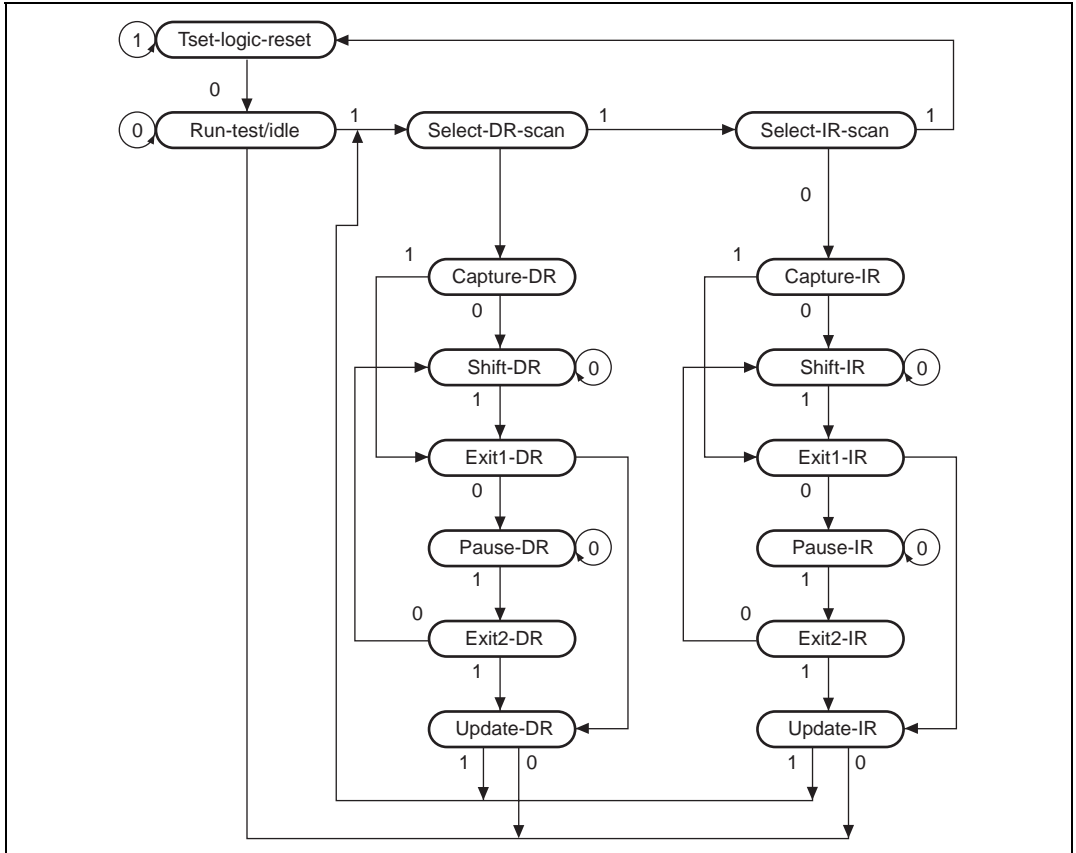 1 Tset-logic-reset
0
0 Run-test/idle 1 Select-DR-scan 1 Select-IR-scan 1
0
1 1
Capture-DR Capture-IR
0 0
Shift-DR 0 Shift-IR 0
1 1
Exit1-DR Exit1-IR
0 0
Pause-DR 0 Pause-IR 0
1 1
0 0
Exit2-DR Exit2-IR
1 1
Update-DR Update-IR
1 0 1 0